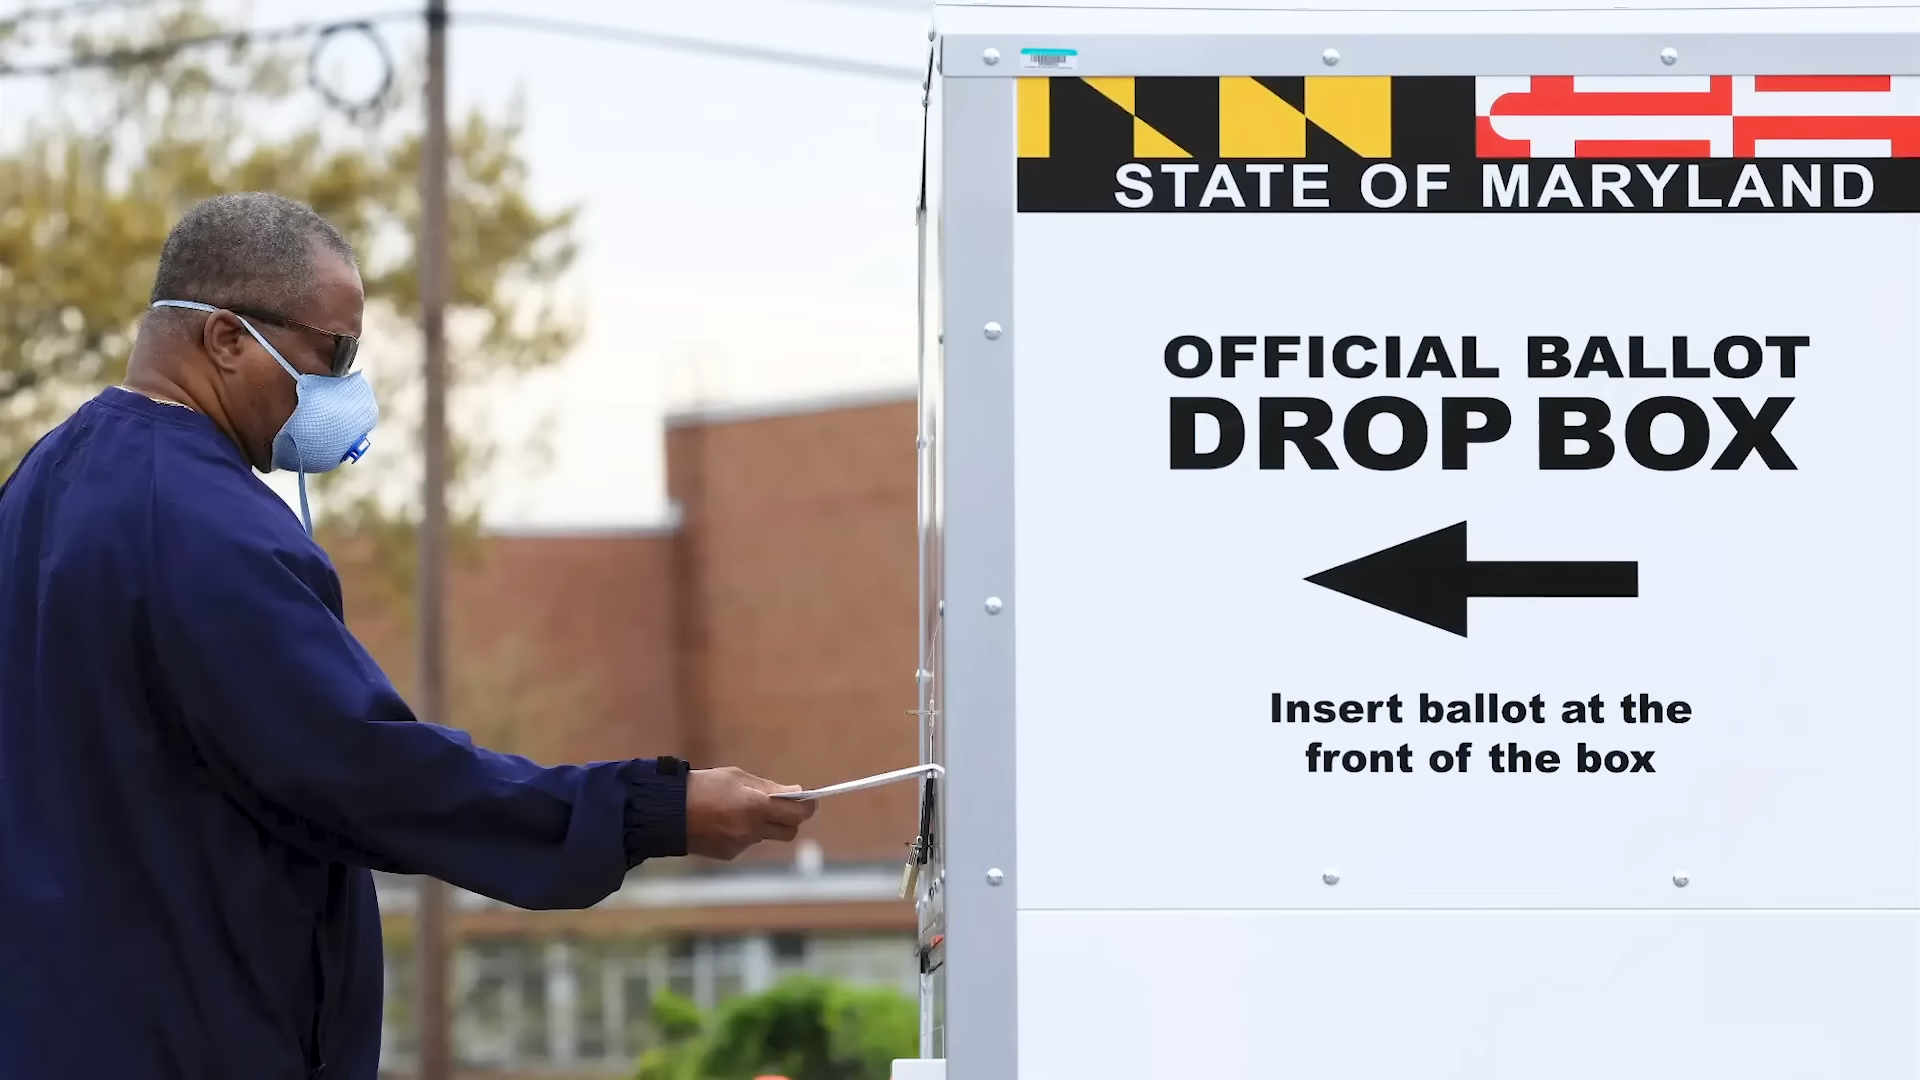 STATE OF MARYLAND
OFFICIAL BALLOT
DROP BOX
Insert ballot at the
front of the box